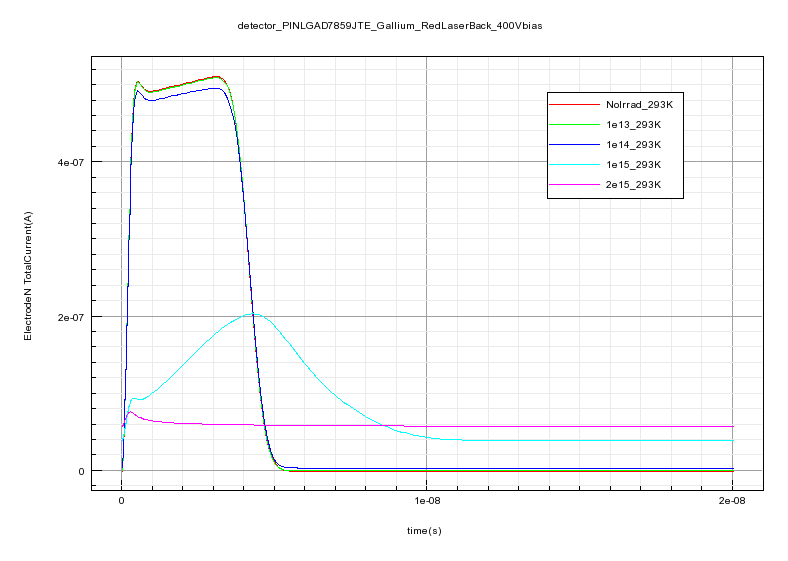 detector_PINLGAD7859JTE_Gallium_RedLaserBack_400Vbias
NoIrrad_293K
1e13_293K
1e14_293K
1e15_293K
2e15_293K
4e-07
2e-07
0
ElectrodeN TotalCurrent(A)
0
1e-08
2e-08
time(s)